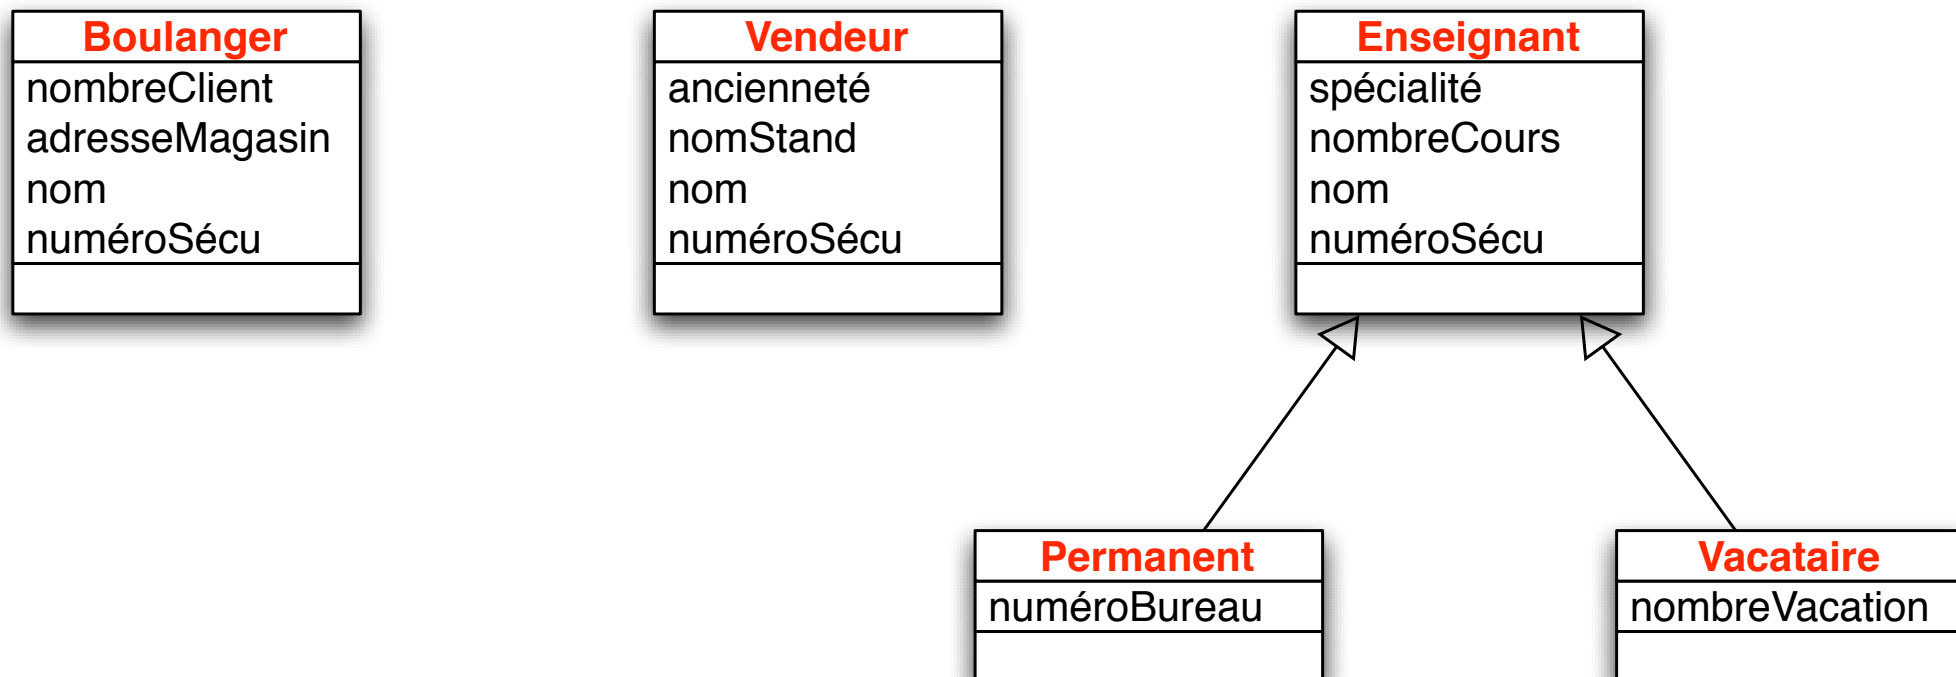 Boulanger
nombreClient
adresseMagasin
nom
numéroSécu
Vendeur
ancienneté
nomStand
nom
numéroSécu
Enseignant
spécialité
nombreCours
nom
numéroSécu
Permanent
numéroBureau
Vacataire
nombreVacation